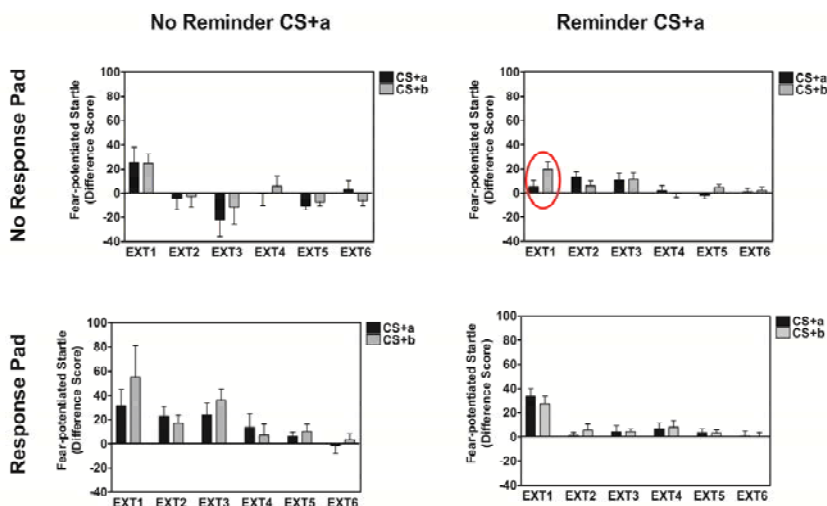 No Reminder CS+a
Reminder CS+a
No Response Pad
Fear-potentiated Startle
(Difference Score)
100
80
60
40
20
0
-20
-40
EXT1 EXT2 EXT3 EXT4 EXT5 EXT6
CS+a
CS+b
Fear-potentiated Startle
(Difference Score)
100
80
60
40
20
0
-20
-40
EXT1 EXT2 EXT3 EXT4 EXT5 EXT6
CS+a
CS+b
Response Pad
Fear-potentiated Startle
(Difference Score)
100
80
60
40
20
0
-20
-40
EXT1 EXT2 EXT3 EXT4 EXT5 EXT6
CS+a
CS+b
Fear-potentiated Startle
(Difference Score)
100
80
60
40
20
0
-20
-40
EXT1 EXT2 EXT3 EXT4 EXT5 EXT6
CS+a
CS+b